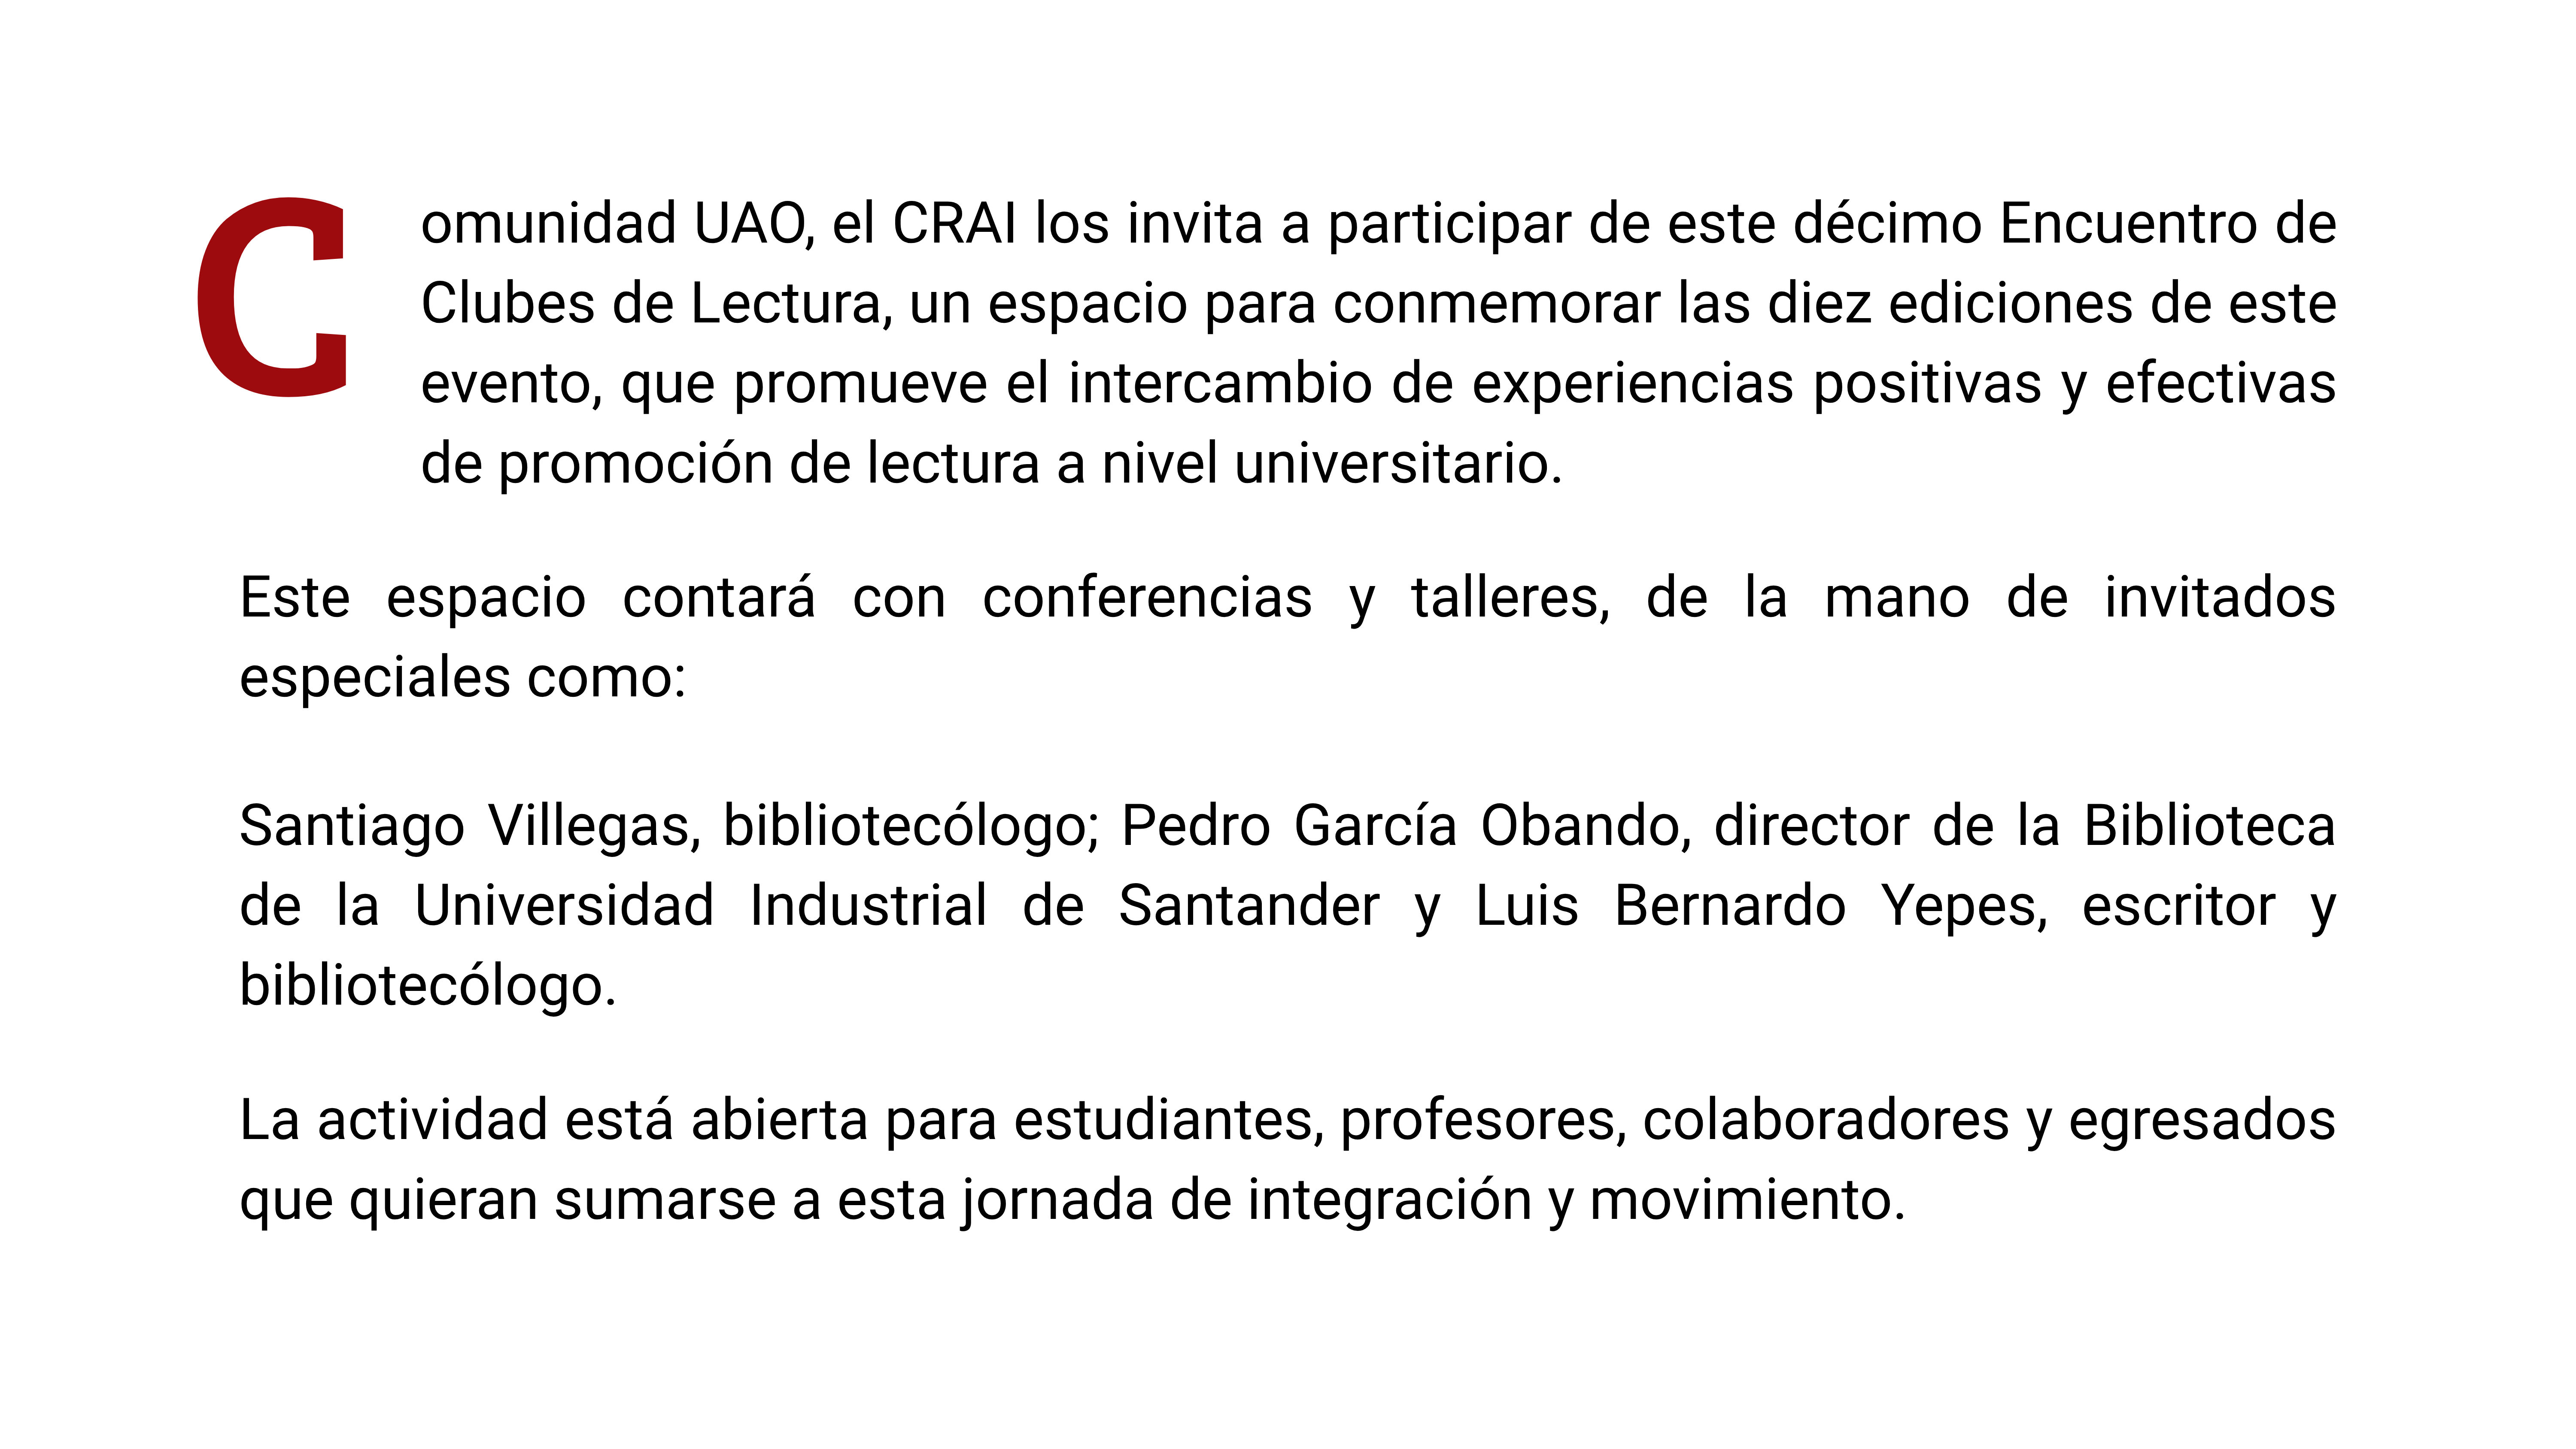 Comunidad UAO, el CRAI los invita a participar de este décimo Encuentro de
Clubes de Lectura, un espacio para conmemorar las diez ediciones de este
evento, que promueve el intercambio de experiencias positivas y efectivas
de promoción de lectura a nivel universitario.
Este espacio contará con conferencias y talleres, de la mano de invitados
especiales como:
Santiago Villegas, bibliotecólogo; Pedro García Obando, director de la Biblioteca
de la Universidad Industrial de Santander y Luis Bernardo Yepes, escritor y
bibliotecólogo.
La actividad está abierta para estudiantes, profesores, colaboradores y egresados
que quieran sumarse a esta jornada de integración y movimiento.